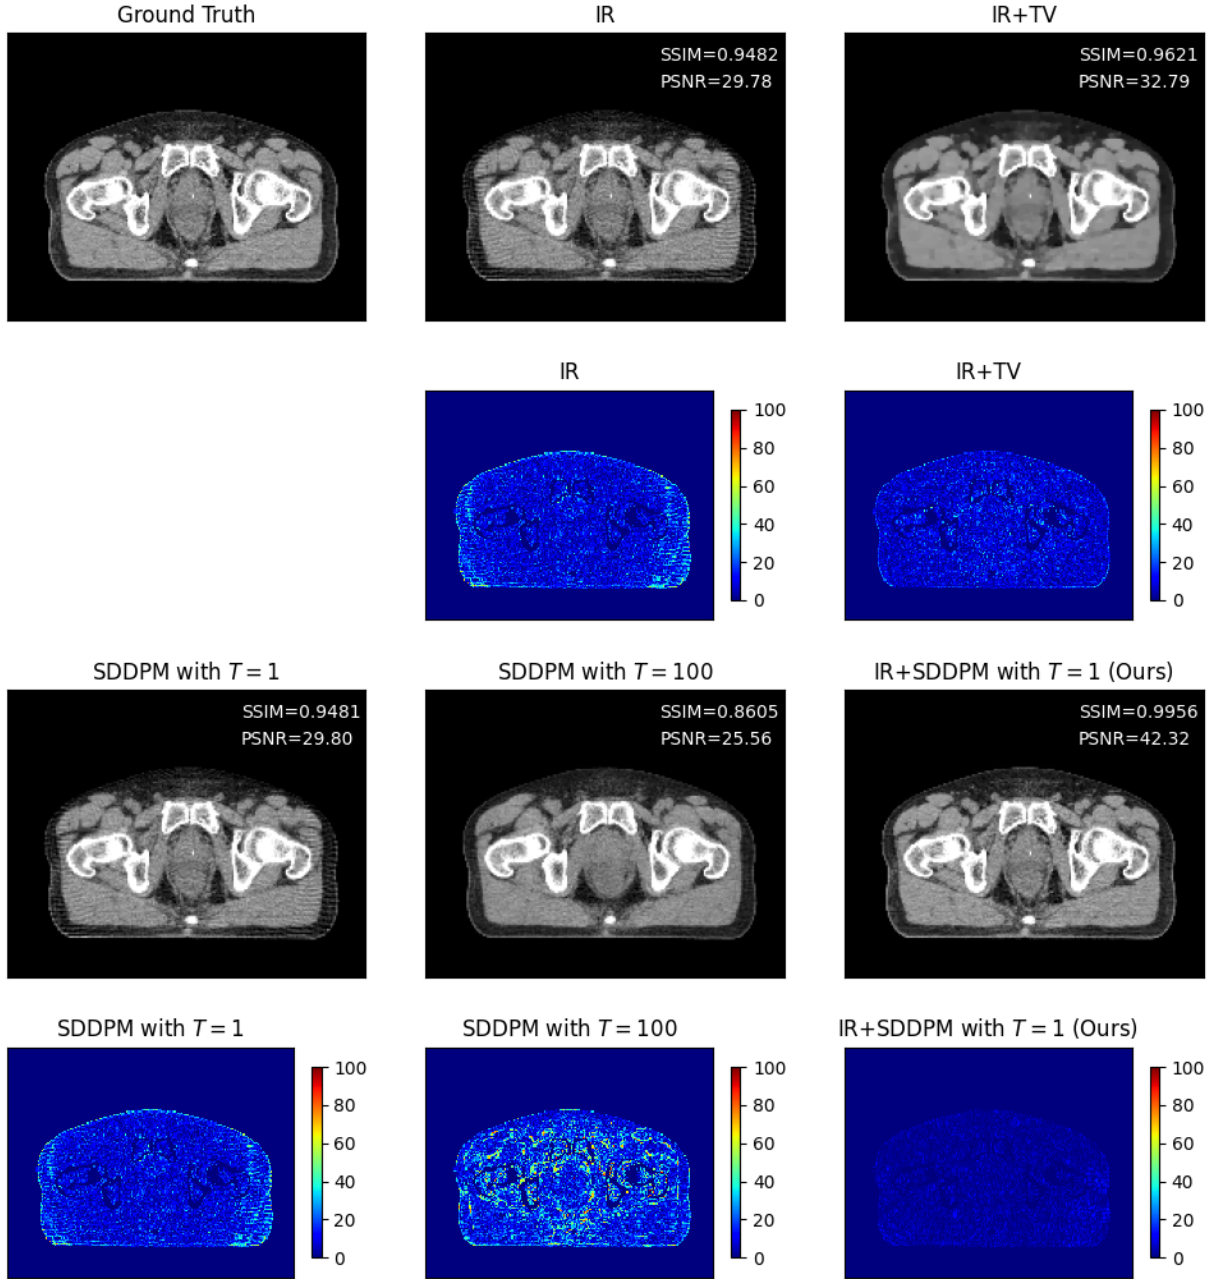 Ground Truth
IR
IR+TV
SSIM=0.9482
PSNR=29.78
SSIM=0.9621
PSNR=32.79
IR
IR+TV
100
80
60
40
20
0
100
80
60
40
20
0
SDDPM with T = 1
SDDPM with T = 100
IR+SDDPM with T = 1 (Ours)
SSIM=0.9481
PSNR=29.80
SSIM=0.8605
PSNR=25.56
SSIM=0.9956
PSNR=42.32
SDDPM with T = 1
SDDPM with T = 100
IR+SDDPM with T = 1 (Ours)
100
80
60
40
20
0
100
80
60
40
20
0
100
80
60
40
20
0